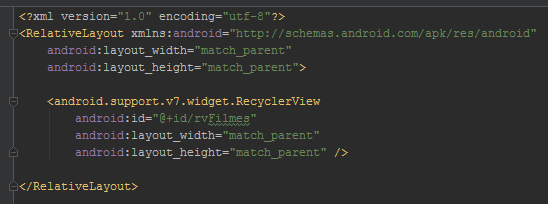 <?xml version="1.0" encoding="utf-8"?>
<RelativeLayout xmlns:android="http://schemas.android.com/apk/res/android"
    android:layout_width="match_parent"
    android:layout_height="match_parent">

    <android.support.v7.widget.RecyclerView
        android:id="@+id/rvFilmes"
        android:layout_width="match_parent"
        android:layout_height="match_parent" />

</RelativeLayout>